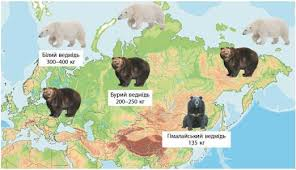 Білий ведмідь
300–400 кг
Бурий ведмідь
200–250 кг
Гімалайський ведмідь
135 кг